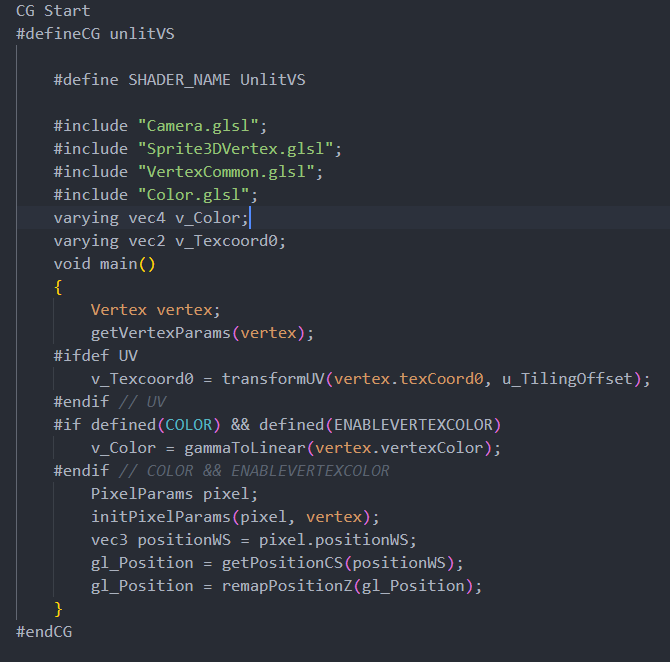 CG Start
#defineCG unlitVS
#define SHADER_NAME UnlitVS
#include "Camera.glsl";
#include "Sprite3DVertex.glsl";
#include "VertexCommon.glsl";
#include "Color.glsl";
varying vec4 v_Color;
varying vec2 v_Texcoord0;
void main()
{
Vertex vertex;
getVertexParams(vertex);
#ifdef UV
v_Texcoord0 = transformUV(vertex.texCoord0, u_TilingOffset);
#endif // UV
#if defined(COLOR) && defined(ENABLEVERTEXCOLOR)
v_Color = gammaToLinear(vertex.vertexColor);
#endif // COLOR && ENABLEVERTEXCOLOR
PixelParams pixel;
initPixelParams(pixel, vertex);
vec3 positionWS = pixel.positionWS;
gl_Position = getPositionCS(positionWS);
gl_Position = remapPositionZ(gl_Position);
}
#endCG